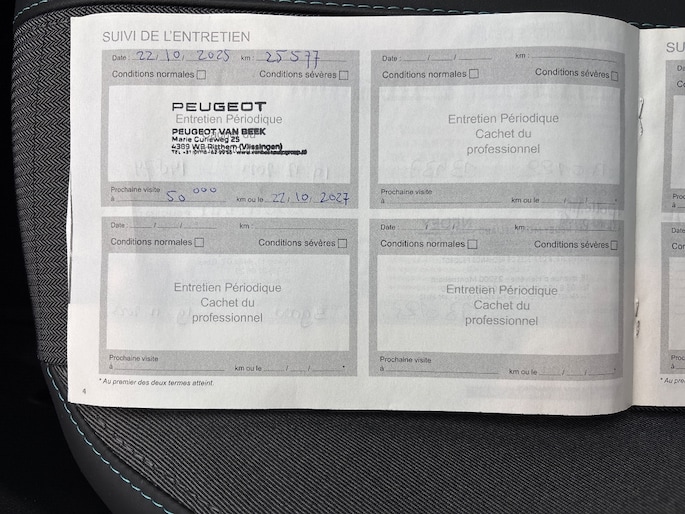 SUIVI DE L'ENTRETIEN
Date : 22, 10, 2025 km : 25577
Conditions normales Conditions sévères
PEUGEOT
Entretien Périodique
PEUGEOT VAN BEEK
Marie Curieweg 25
4389 WB Ritthem (Vlissingen)
Prochaine visite
à 50 000 km ou le 22, 10, 2027
Date : / / km :
Conditions normales Conditions sévères
Entretien Périodique
Cachet du
professionnel
Prochaine visite
à km ou le / / *
* Au premier des deux termes atteint.
4
Date : / / km :
Conditions normales Conditions sévères
Entretien Périodique
Cachet du
professionnel
Prochaine visite
à km ou le / / *
Date : / / km :
Conditions normales Conditions sévères
Entretien Périodique
Cachet du
professionnel
Prochaine visite
à km ou le / / *
SU